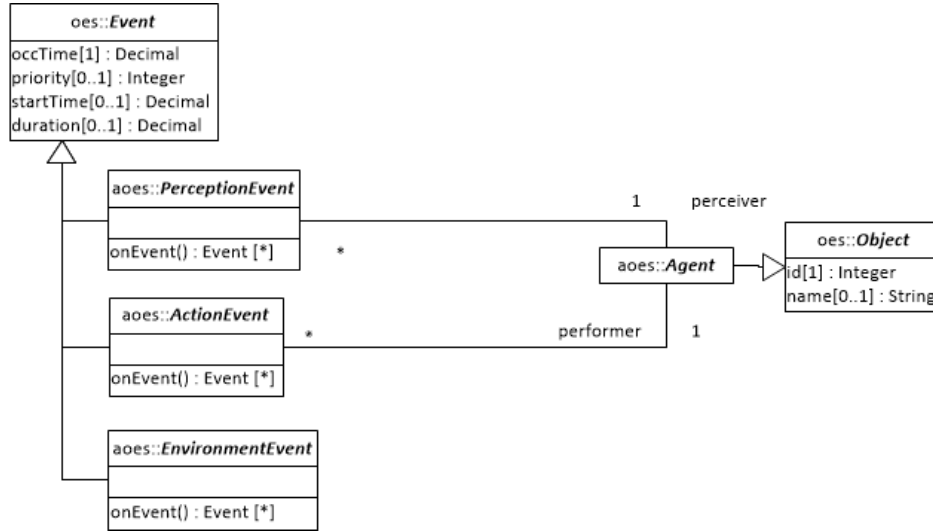 oes::Event
occTime[1] : Decimal
priority[0..1] : Integer
startTime[0..1] : Decimal
duration[0..1] : Decimal
aoes::PerceptionEvent
onEvent() : Event [*]
*
1
perceiver
aoes::Agent
oes::Object
id[1] : Integer
name[0..1] : String
aoes::ActionEvent
onEvent() : Event [*]
*
performer
1
aoes::EnvironmentEvent
onEvent() : Event [*]